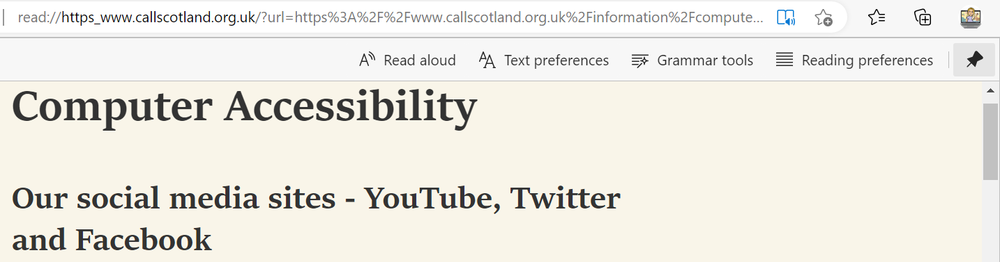 read://https_www.callscotland.org.uk/?url=https%3A%2F%2Fwww.callscotland.org.uk%2Finformation%2Fcompute...
Read aloud Text preferences Grammar tools Reading preferences
Computer Accessibility
Our social media sites - YouTube, Twitter
and Facebook